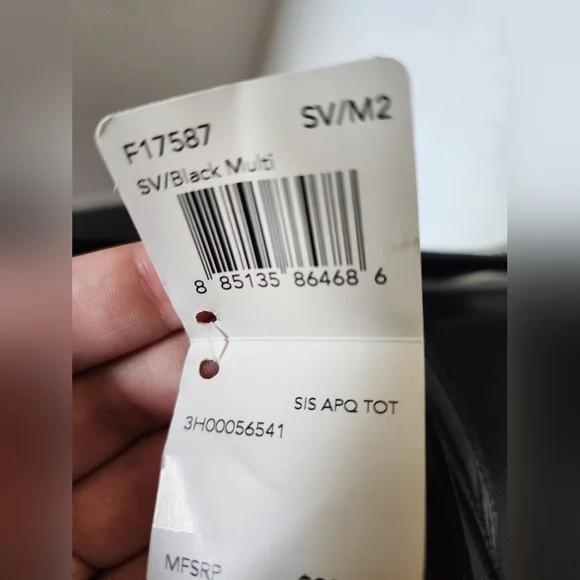 F17587 SV/M2
SV/Black Multi
8 85135 86468 6
SIS APQ TOT
3H00056541
MFSRP